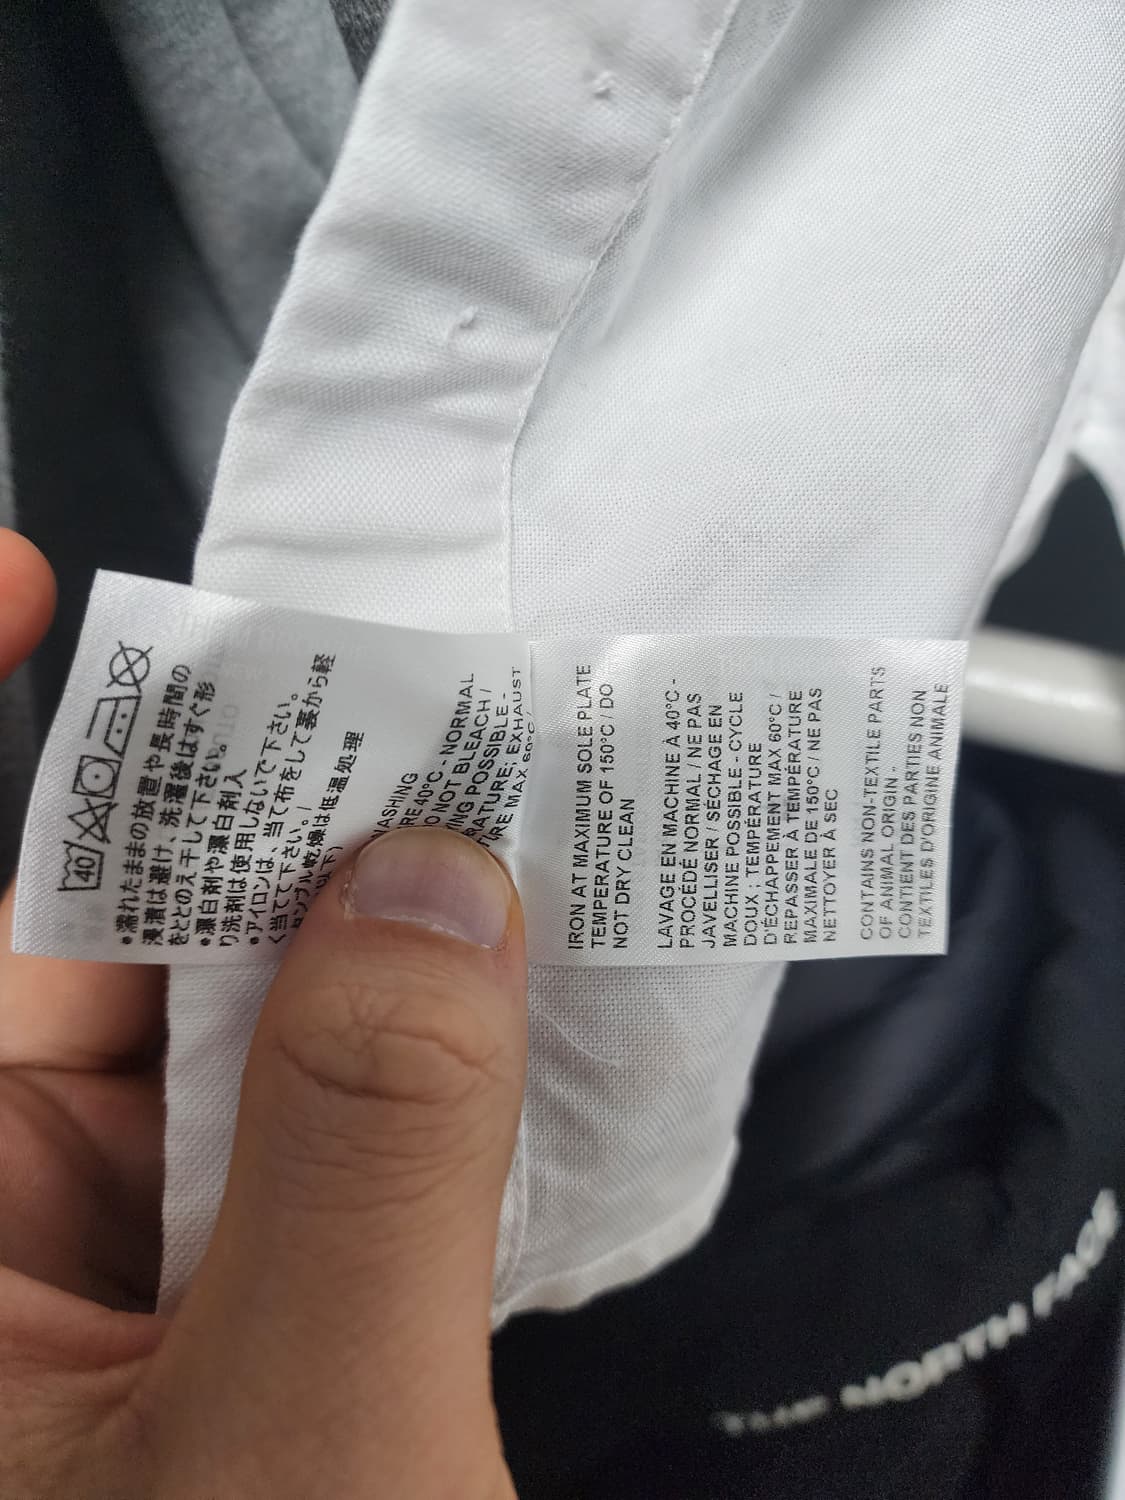 40
•濡れたままの放置や長時間の
浸漬は避け、洗濯後はすぐ形
をととのえ干して下さい。
•漂白剤や漂白剤入
り洗剤は使用しないで下さい。
•アイロンは、当て布をして裏から軽
く当てて下さい。/
ンブル乾燥は低温処理
以下)
WASHING
40°C - NORMAL
NOT BLEACH /
POSSIBLE -
EXHAUST
MAX 60°C
IRON AT MAXIMUM SOLE PLATE
TEMPERATURE OF 150°C / DO
NOT DRY CLEAN
LAVAGE EN MACHINE À 40°C -
PROCÉDÉ NORMAL / NE PAS
JAVELLISER / SÉCHAGE EN
MACHINE POSSIBLE - CYCLE
DOUX ; TEMPÉRATURE
D'ÉCHAPPEMENT MAX 60°C /
REPASSER À TEMPÉRATURE
MAXIMALE DE 150°C / NE PAS
NETTOYER À SEC
CONTAINS NON-TEXTILE PARTS
OF ANIMAL ORIGIN -
CONTIENT DES PARTIES NON
TEXTILES D'ORIGINE ANIMALE
THE NORTH FACE